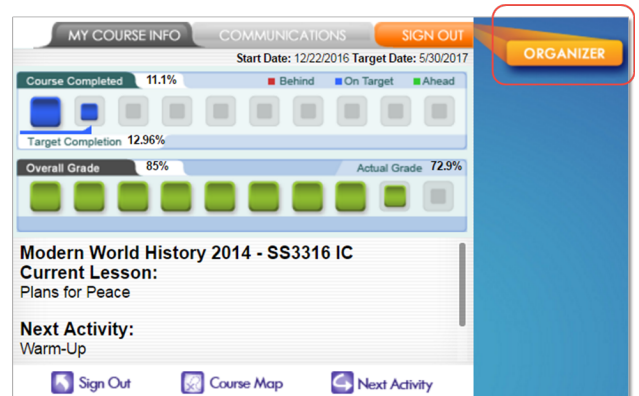 MY COURSE INFO
COMMUNICATIONS
SIGN OUT
ORGANIZER
Start Date: 12/22/2016 Target Date: 5/30/2017
Course Completed 11.1% Behind On Target Ahead
Target Completion 12.96%
Overall Grade 85% Actual Grade 72.9%
Modern World History 2014 - SS3316 IC
Current Lesson:
Plans for Peace
Next Activity:
Warm-Up
Sign Out Course Map Next Activity